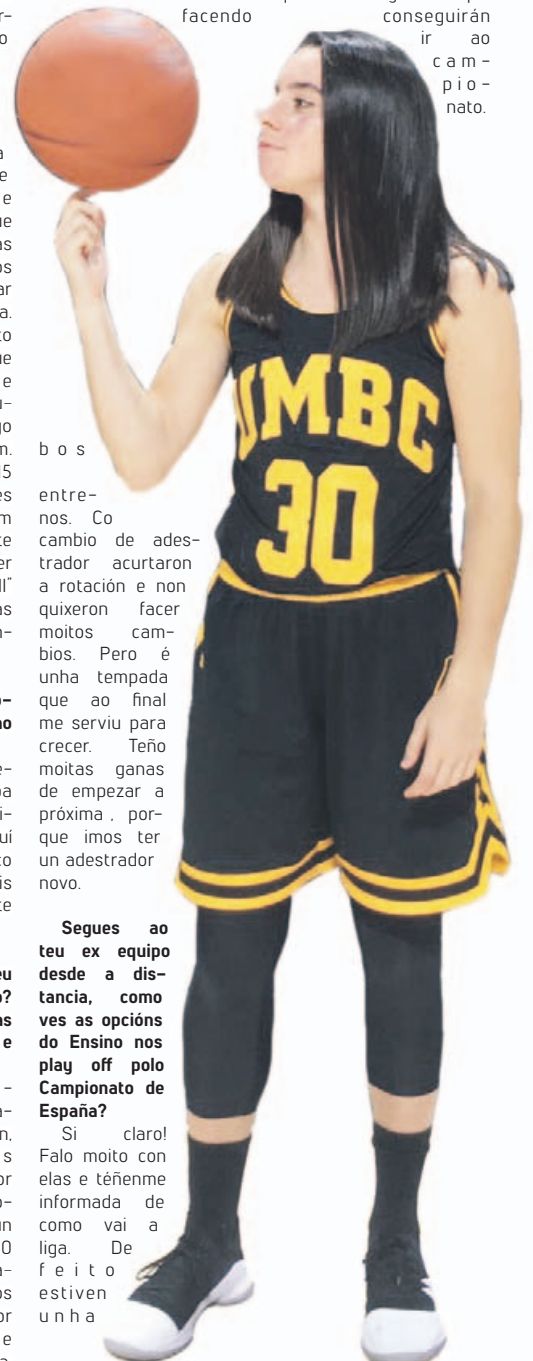 bos
entre-
nos. Co
cambio de ades-
trador acurtaron
a rotación e non
quixeron facer
moitos cam-
bios. Pero é
unha tempada
que ao final
me serviu para
crecer. Teño
moitas ganas
de empezar a
próxima , por-
que imos ter
un adestrador
novo.
Segues ao
teu ex equipo
desde a dis-
tancia, como
ves as opcións
do Ensino nos
play off polo
Campionato de
España?
Si claro!
Falo moito con
elas e téñenme
informada de
como vai a
liga. De
feito
estiven
unha
facendo conseguirán
ir ao
cam-
pio-
nato.
UMBC
30